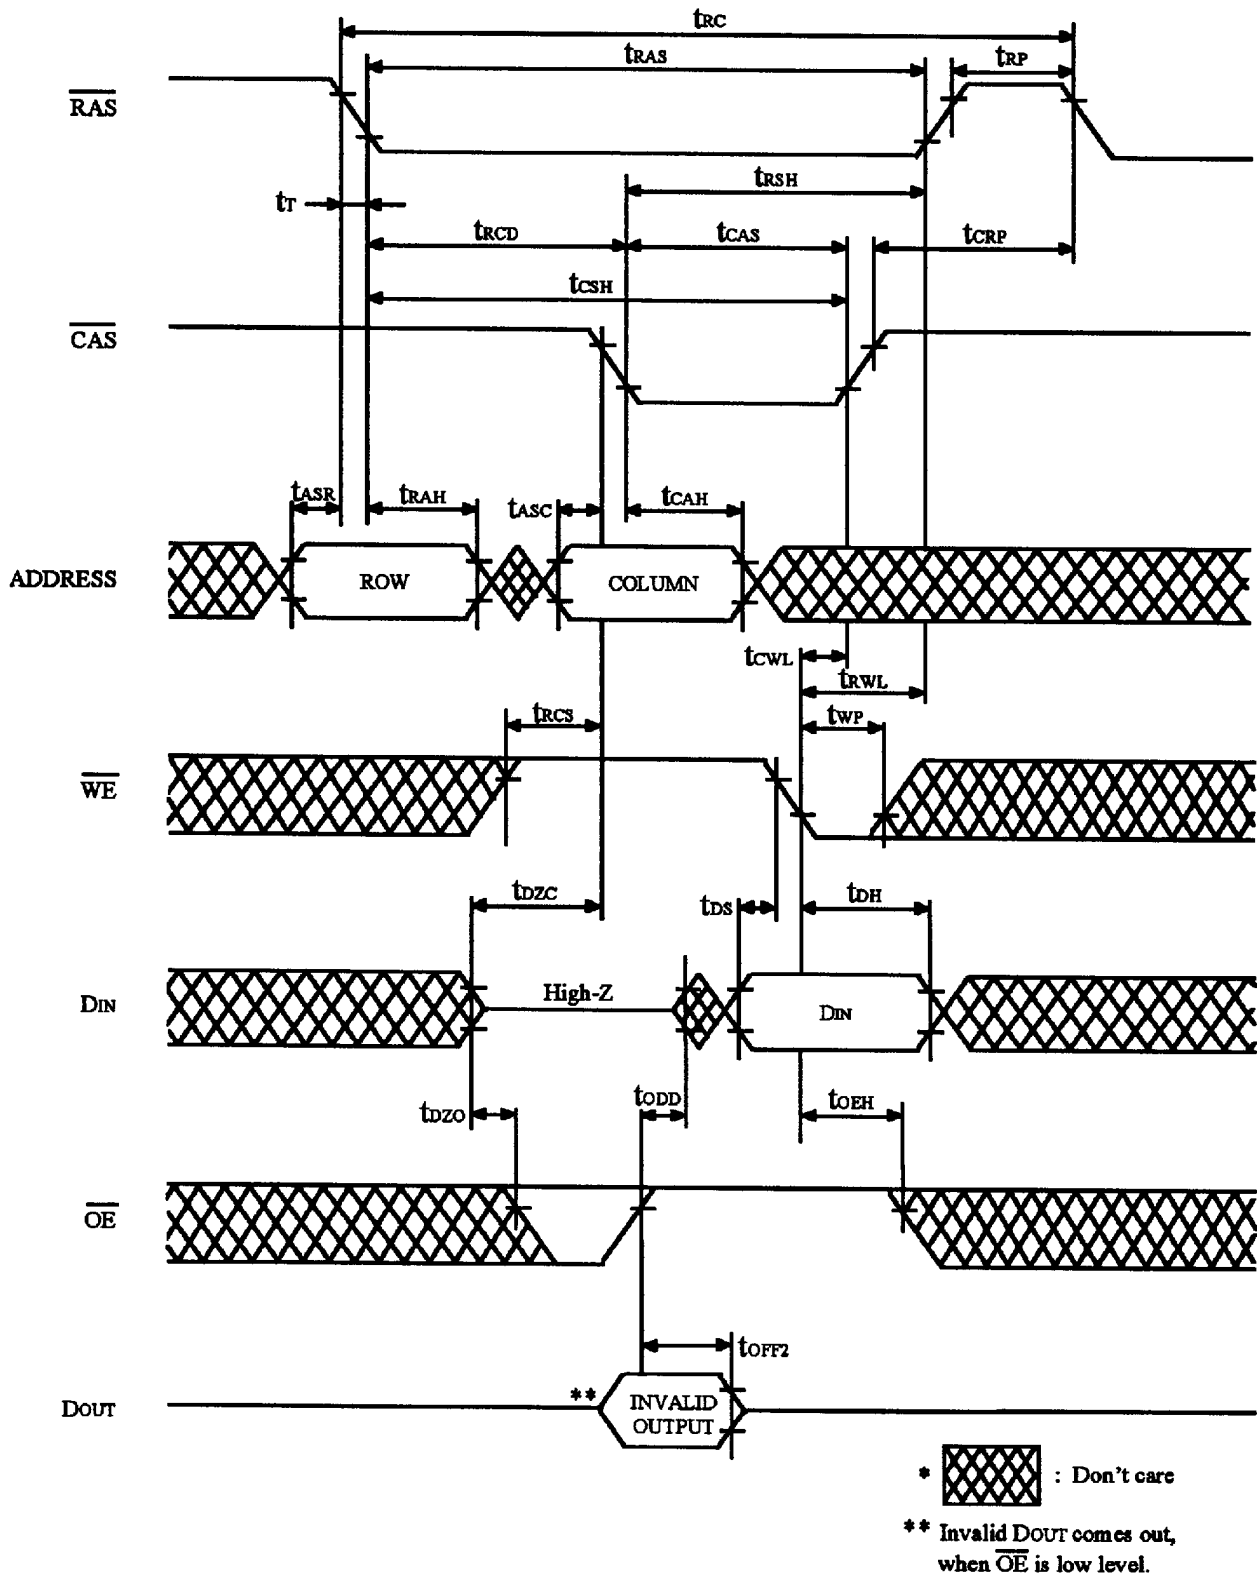 tRC
tRAS
tRP
RAS
tRSH
tT
tRCD
tCAS
tCRP
tCSH
CAS
tASR
tRAH
tASC
tCAH
ADDRESS
ROW
COLUMN
tCWL
tRWL
tRCS
tWP
WE
tDZC
tDS
tDH
DIN
High-Z
DIN
tDZO
tODD
tOEH
OE
tOFF2
DOUT
**
INVALID
OUTPUT
* : Don't care
** Invalid DOUT comes out,
when OE is low level.